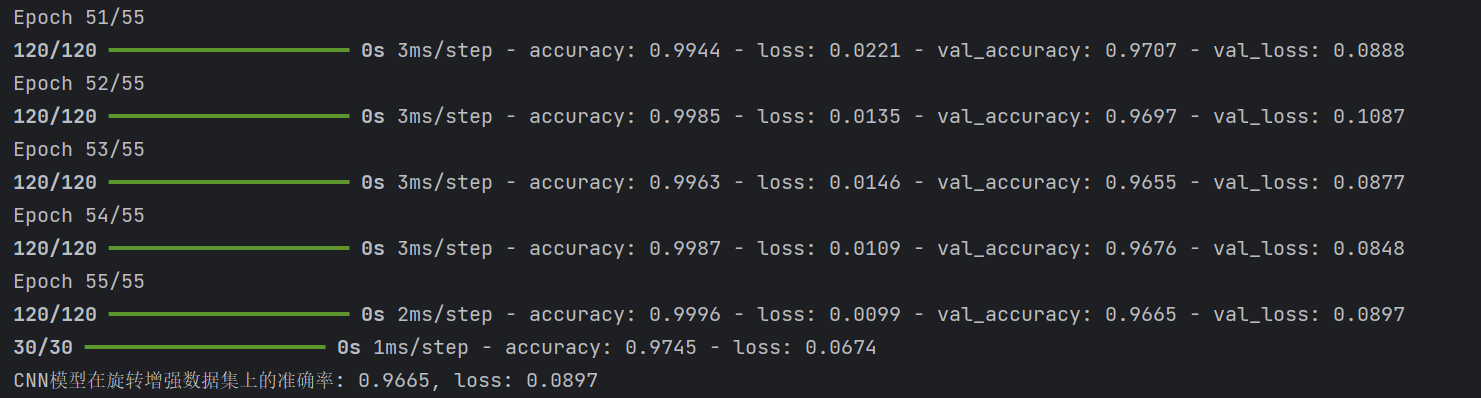 Epoch 51/55
120/120 ━━━━━━━━━━━━━━━━━━━━ 0s 3ms/step - accuracy: 0.9944 - loss: 0.0221 - val_accuracy: 0.9707 - val_loss: 0.0888
Epoch 52/55
120/120 ━━━━━━━━━━━━━━━━━━━━ 0s 3ms/step - accuracy: 0.9985 - loss: 0.0135 - val_accuracy: 0.9697 - val_loss: 0.1087
Epoch 53/55
120/120 ━━━━━━━━━━━━━━━━━━━━ 0s 3ms/step - accuracy: 0.9963 - loss: 0.0146 - val_accuracy: 0.9655 - val_loss: 0.0877
Epoch 54/55
120/120 ━━━━━━━━━━━━━━━━━━━━ 0s 3ms/step - accuracy: 0.9987 - loss: 0.0109 - val_accuracy: 0.9676 - val_loss: 0.0848
Epoch 55/55
120/120 ━━━━━━━━━━━━━━━━━━━━ 0s 2ms/step - accuracy: 0.9996 - loss: 0.0099 - val_accuracy: 0.9665 - val_loss: 0.0897
30/30 ━━━━━━━━━━━━━━━━━━━━ 0s 1ms/step - accuracy: 0.9745 - loss: 0.0674
CNN模型在旋转增强数据集上的准确率: 0.9665, loss: 0.0897